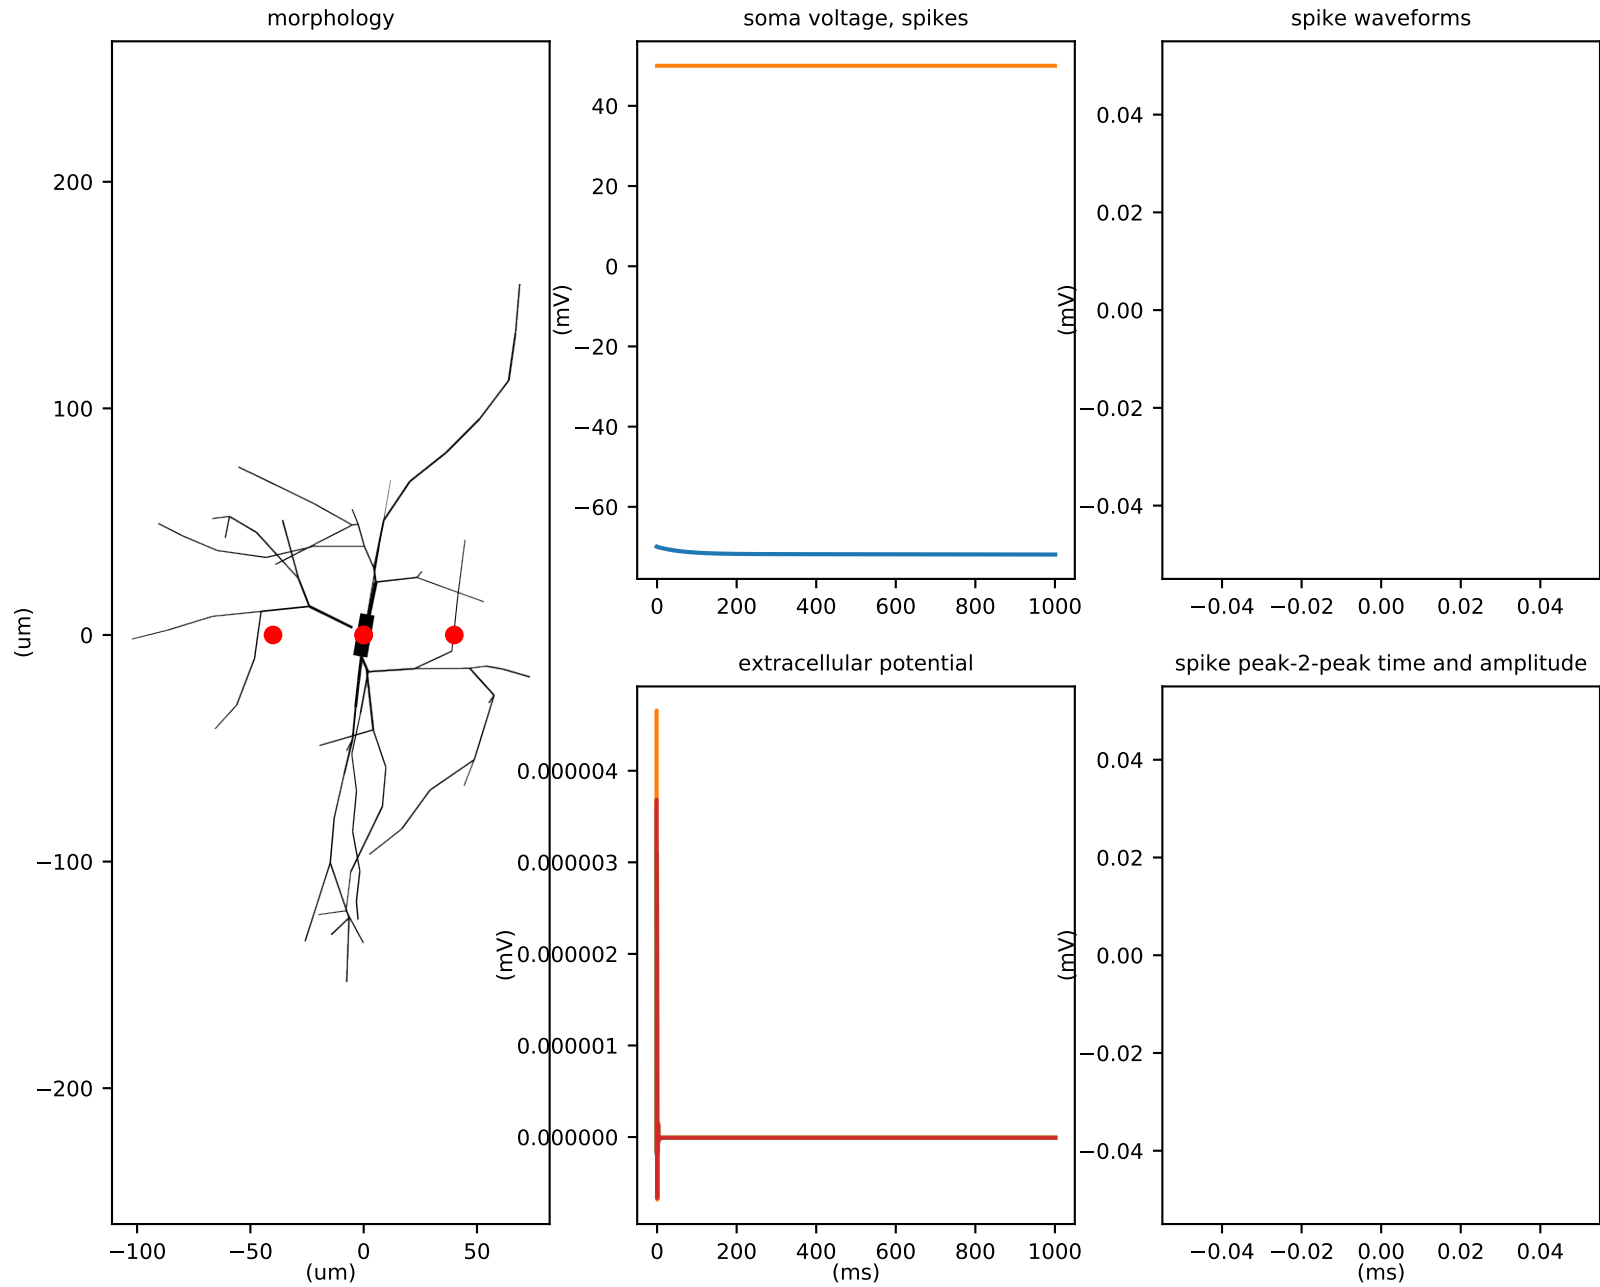 morphology
200
100
0
−100
−200
(um)
−100 −50 0 50
(um)
soma voltage, spikes
40
20
0
−20
−40
−60
(mV)
0 200 400 600 800 1000
spike waveforms
0.04
0.02
0.00
−0.02
−0.04
(mV)
−0.04 −0.02 0.00 0.02 0.04
extracellular potential
0.000004
0.000003
0.000002
0.000001
0.000000
(mV)
0 200 400 600 800 1000
(ms)
spike peak-2-peak time and amplitude
0.04
0.02
0.00
−0.02
−0.04
(mV)
−0.04 −0.02 0.00 0.02 0.04
(ms)